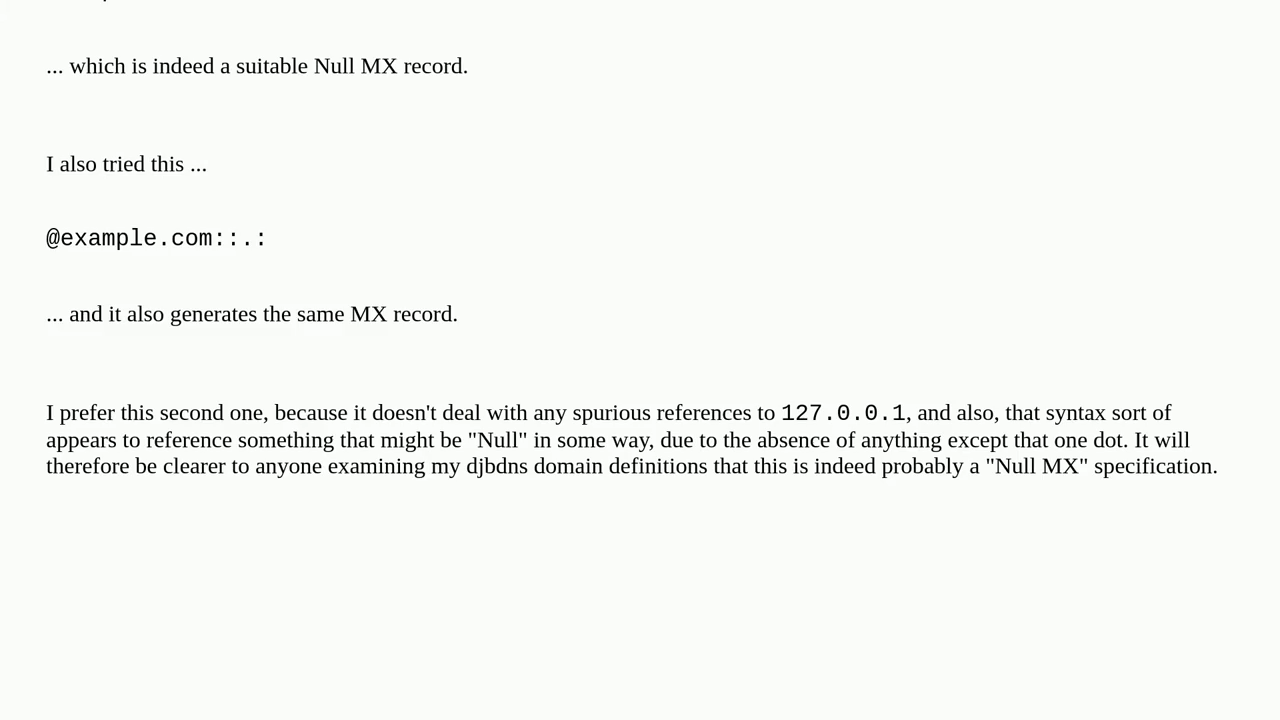 ... which is indeed a suitable Null MX record.
I also tried this ...
@example.com::.:
... and it also generates the same MX record.
I prefer this second one, because it doesn't deal with any spurious references to 127.0.0.1, and also, that syntax sort of
appears to reference something that might be "Null" in some way, due to the absence of anything except that one dot. It will
therefore be clearer to anyone examining my djbdns domain definitions that this is indeed probably a "Null MX" specification.